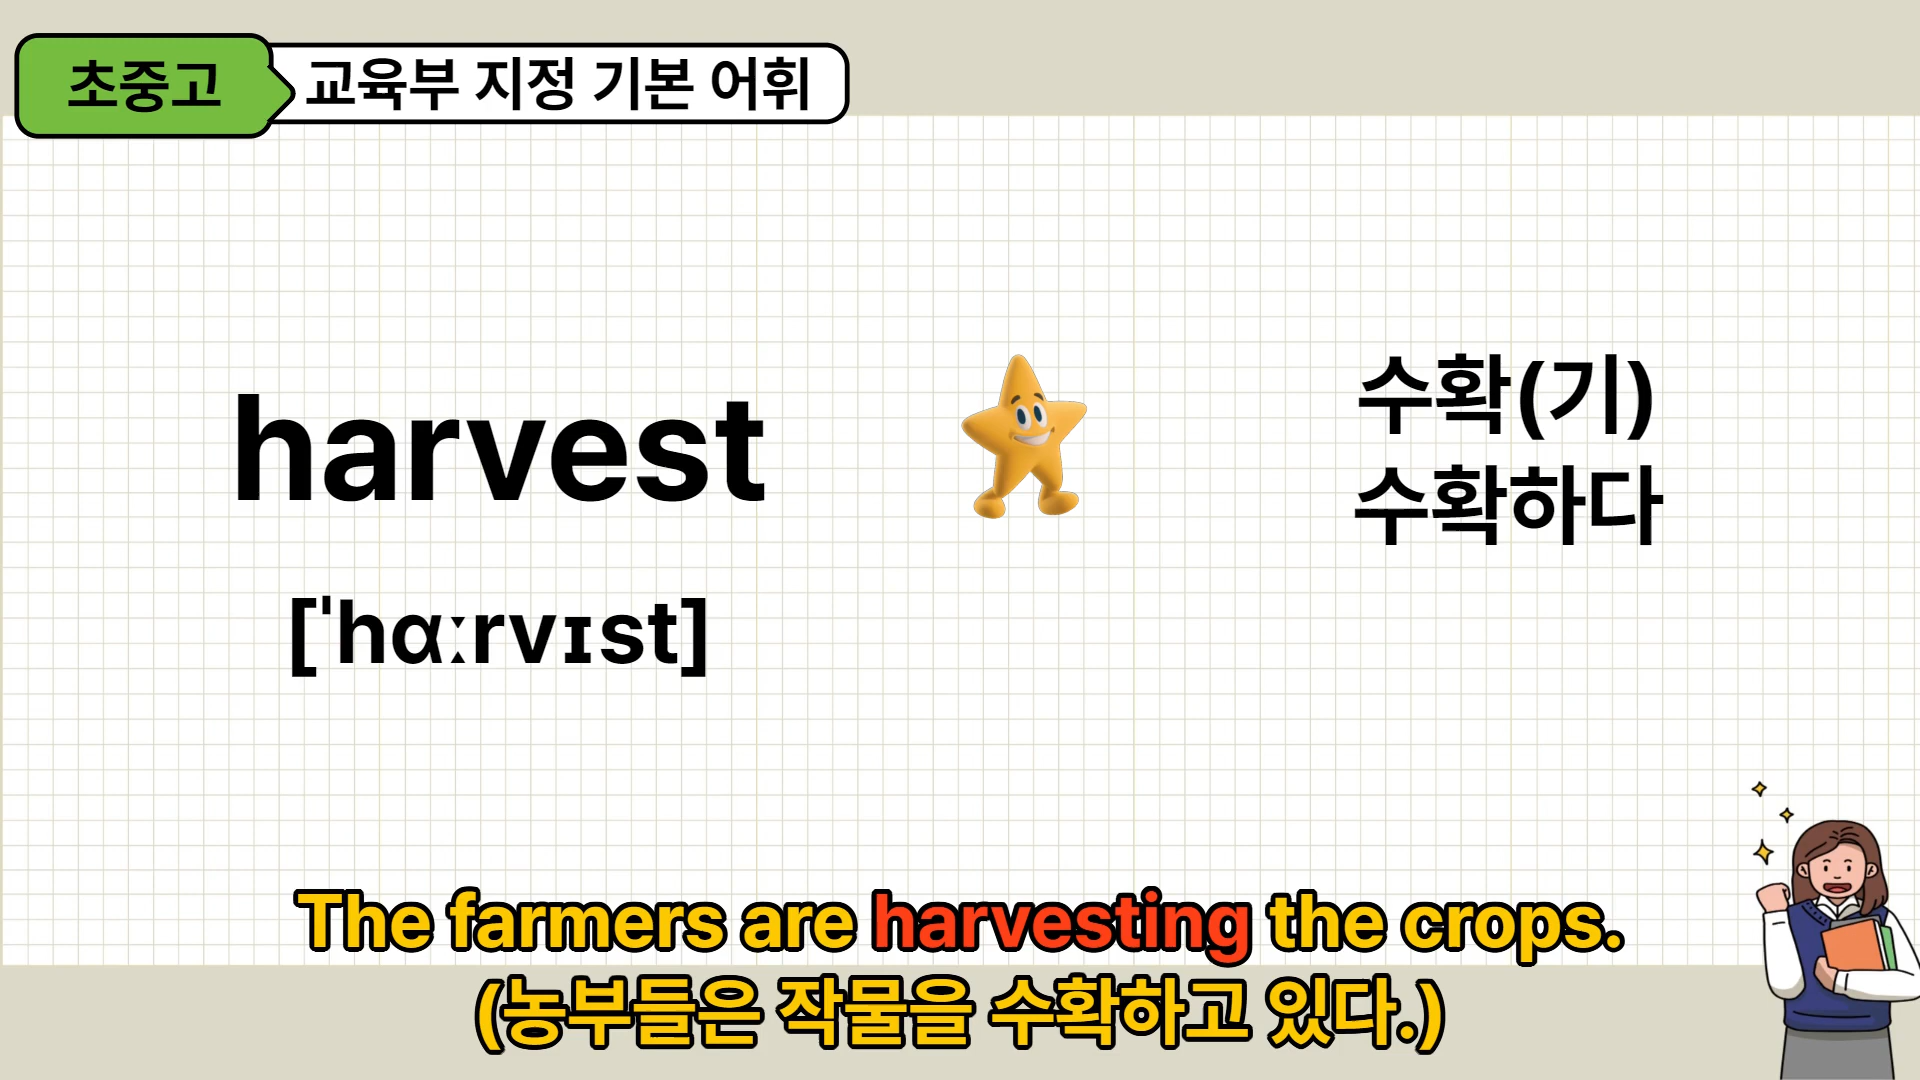 초중고
교육부 지정 기본 어휘
harvest
[ˈhɑːrvɪst]
수확(기)
수확하다
The farmers are harvesting the crops.
(농부들은 작물을 수확하고 있다.)